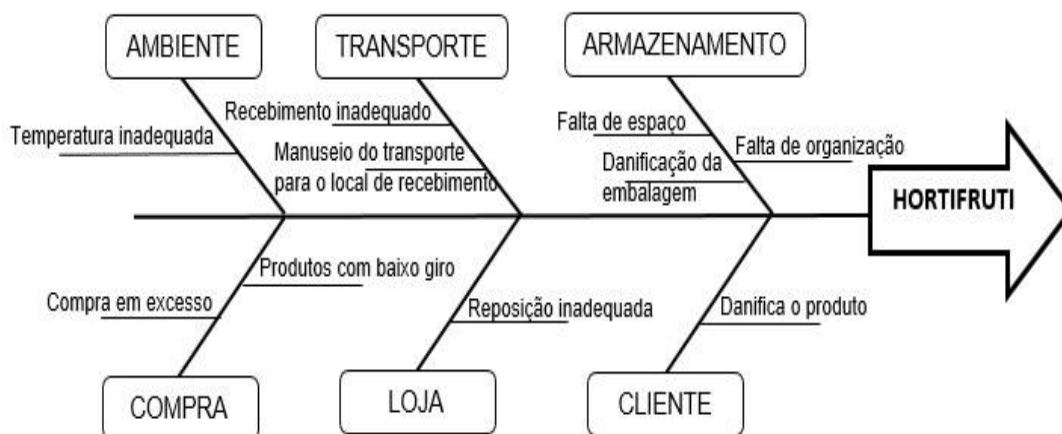 AMBIENTE
TRANSPORTE
ARMAZENAMENTO
Temperatura inadequada
Recebimento inadequado
Manuseio do transporte
para o local de recebimento
Falta de espaço
Danificação da
embalagem
Falta de organização
HORTIFRUTI
Compra em excesso
Produtos com baixo giro
Reposição inadequada
Danifica o produto
COMPRA
LOJA
CLIENTE